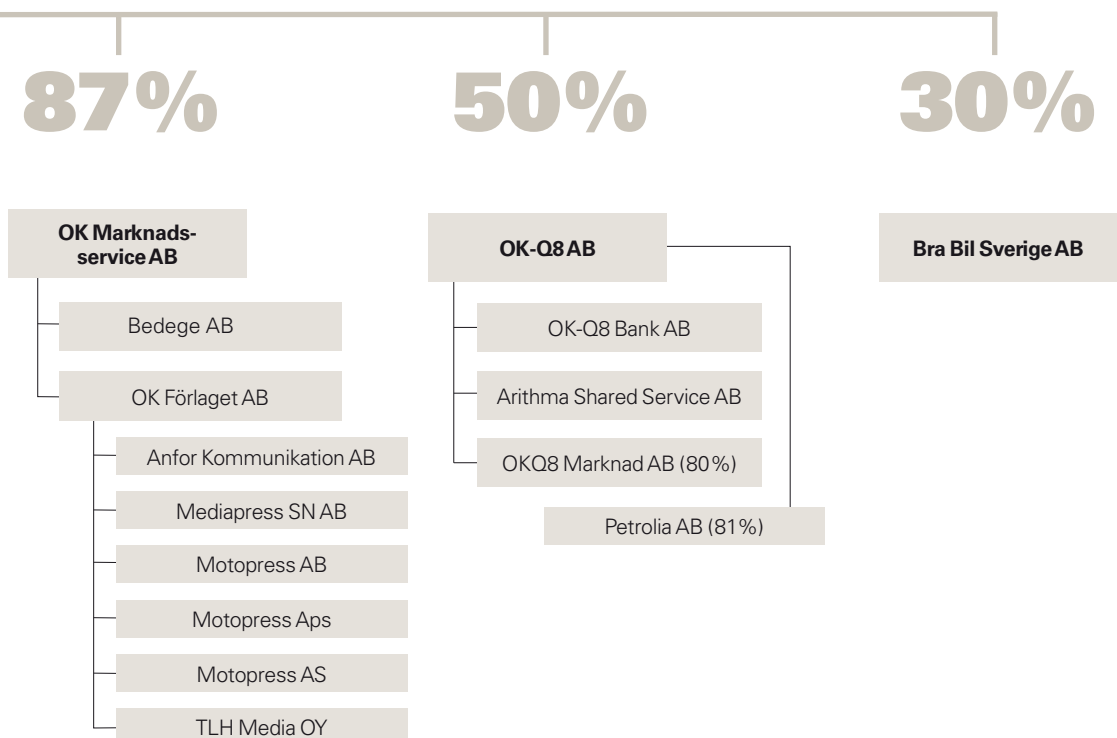 87%
50%
30%
OK Marknads-
service AB
Bedege AB
OK Förlaget AB
Anfor Kommunikation AB
Mediapress SN AB
Motopress AB
Motopress Aps
Motopress AS
TLH Media OY
OK-Q8 AB
OK-Q8 Bank AB
Arithma Shared Service AB
OKQ8 Marknad AB (80%)
Petrolia AB (81%)
Bra Bil Sverige AB